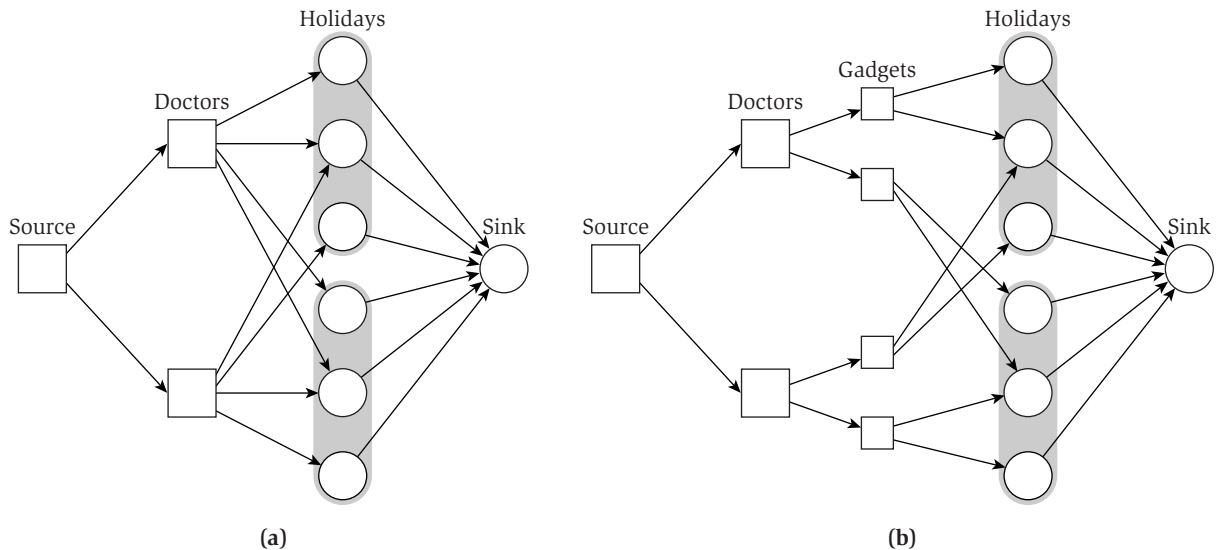 Holidays
Doctors
Source
Sink
(a)
Holidays
Gadgets
Doctors
Source
Sink
(b)